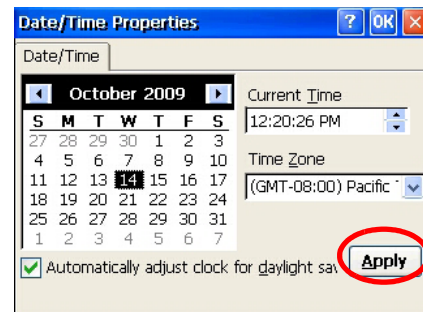 Date/Time Properties ? OK X
Date/Time
October 2009
S M T W T F S
27 28 29 30 1 2 3
4 5 6 7 8 9 10
11 12 13 14 15 16 17
18 19 20 21 22 23 24
25 26 27 28 29 30 31
1 2 3 4 5 6 7
Current Time
12:20:26 PM
Time Zone
(GMT-08:00) Pacific
Automatically adjust clock for daylight sav
Apply